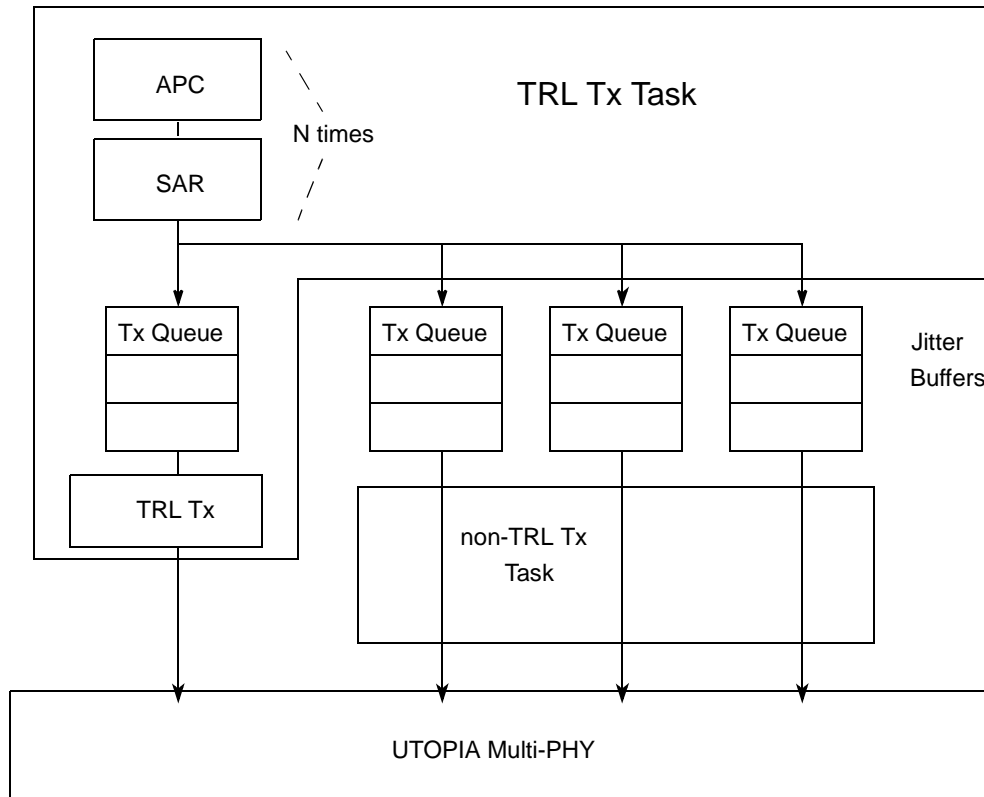 APC
TRL Tx Task
N times
SAR
Tx Queue
Tx Queue
Tx Queue
Tx Queue
Jitter
Buffers
TRL Tx
non-TRL Tx
Task
UTOPIA Multi-PHY